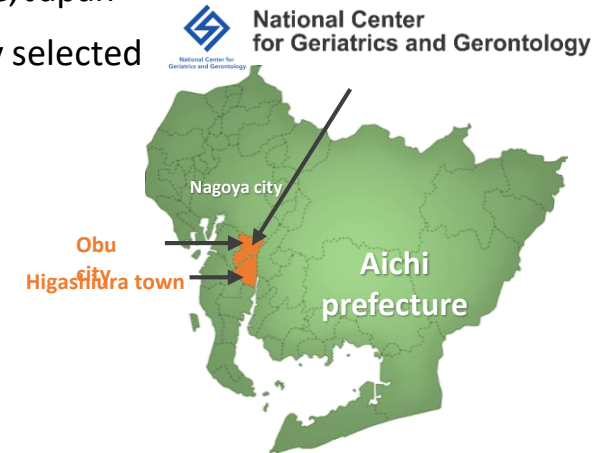 Japan
selected
National Center
for Geriatrics and Gerontology
National Center for
Geriatrics and Gerontology
Nagoya city
Obu
city
Higashiura town
Aichi
prefecture